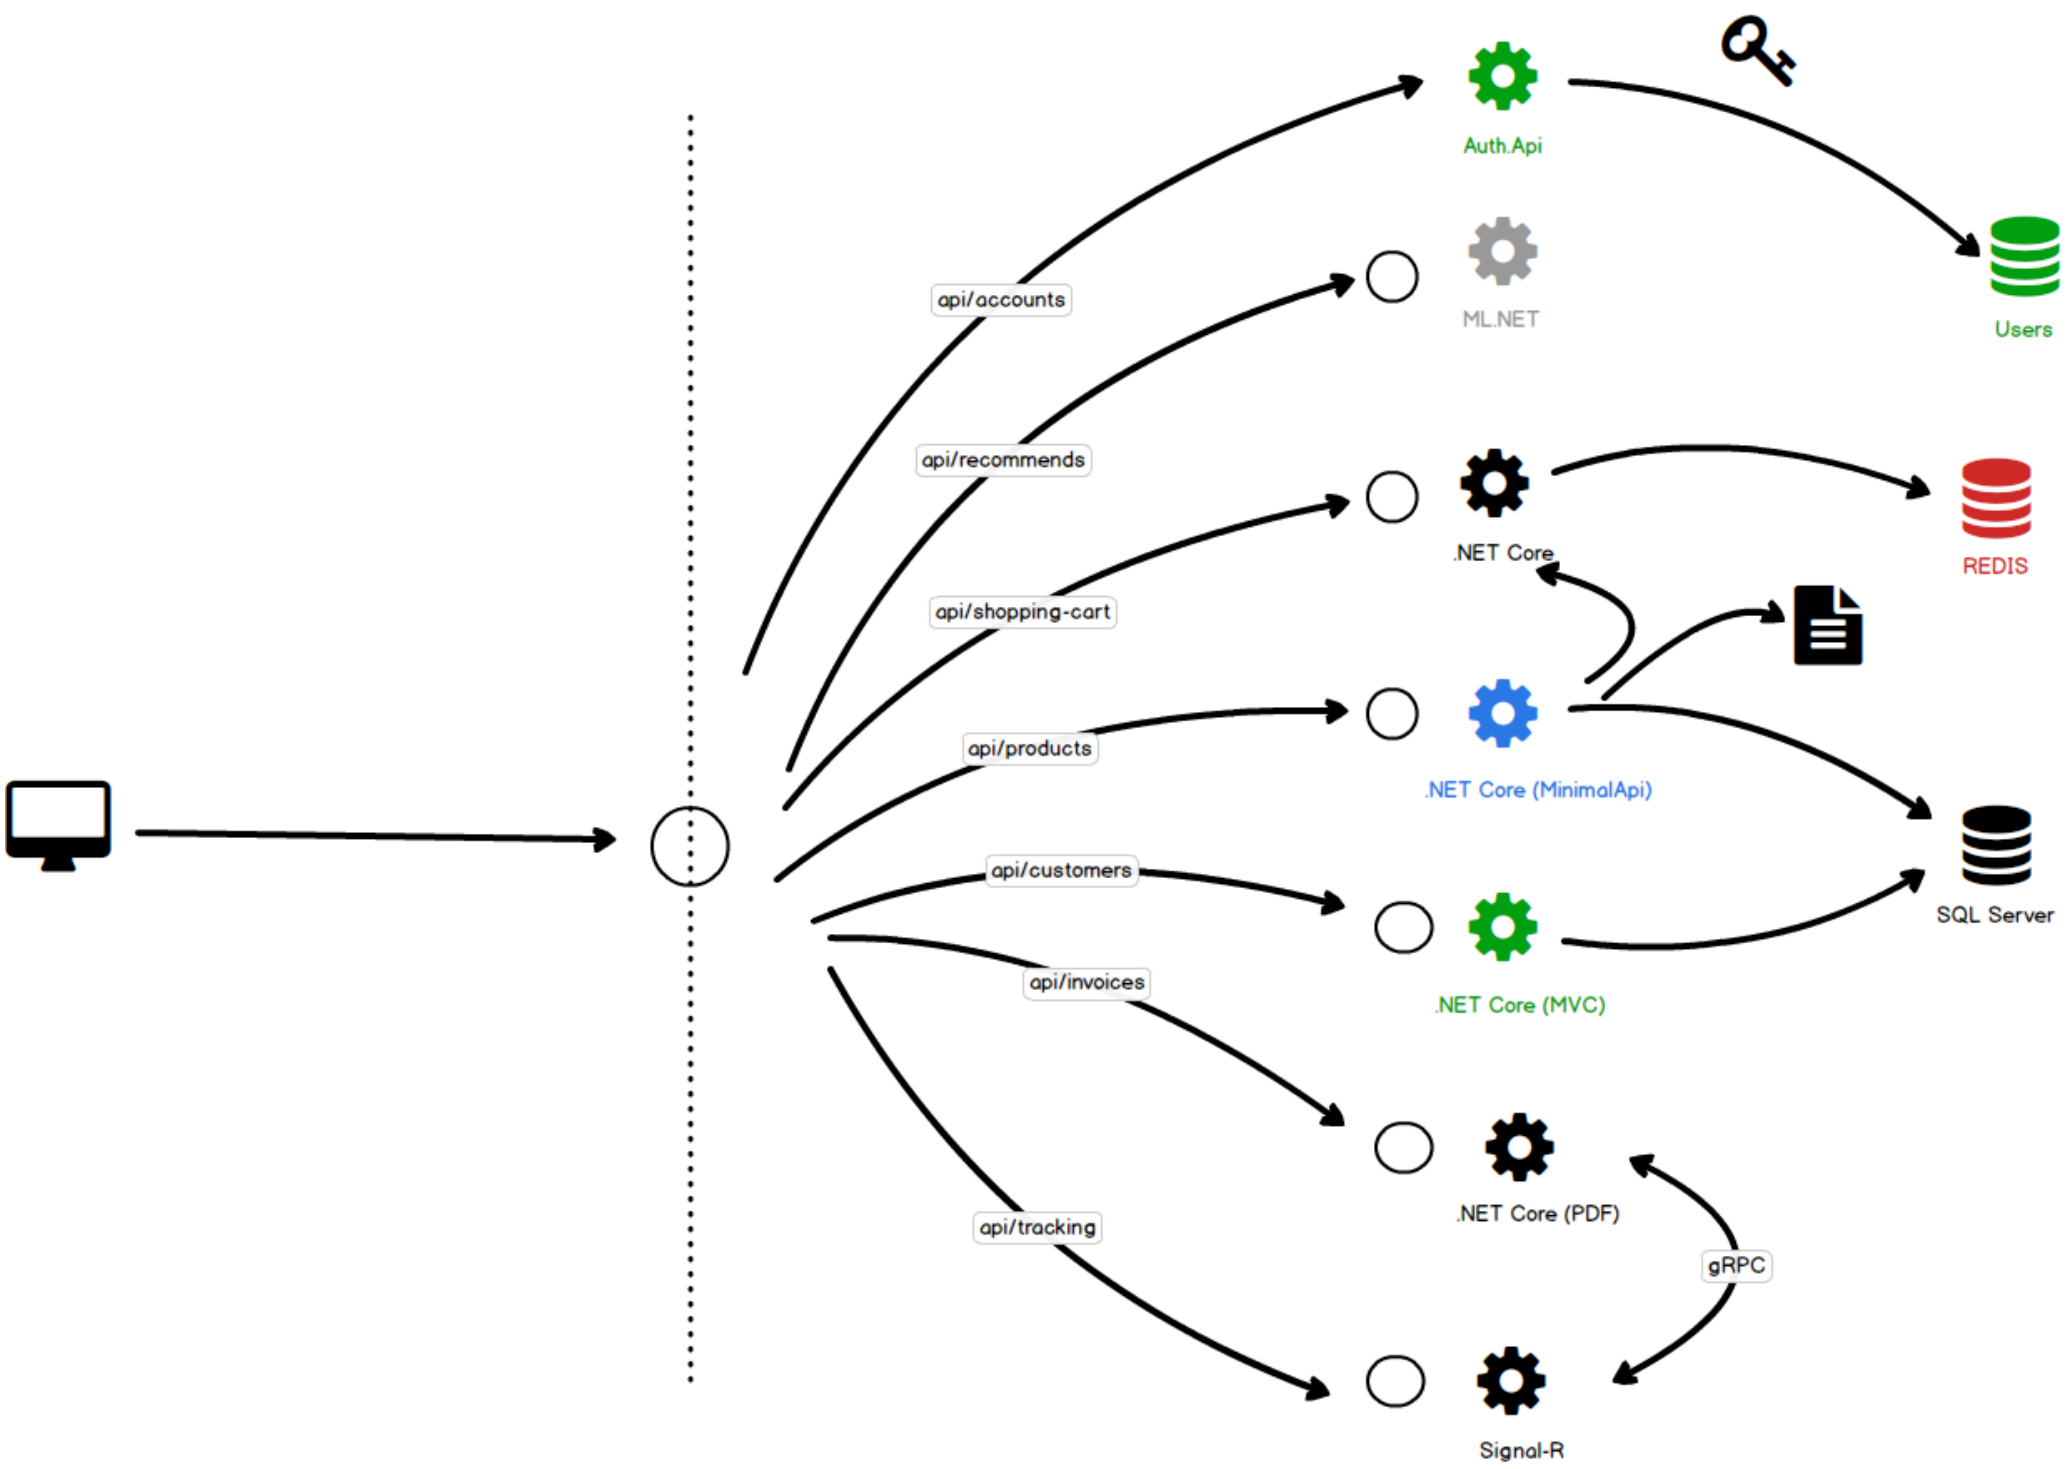 Auth.Api
Users
api/accounts
ML.NET
api/recommends
.NET Core
REDIS
api/shopping-cart
api/products
.NET Core (MinimalApi)
api/customers
SQL Server
.NET Core (MVC)
api/invoices
.NET Core (PDF)
api/tracking
gRPC
Signal-R